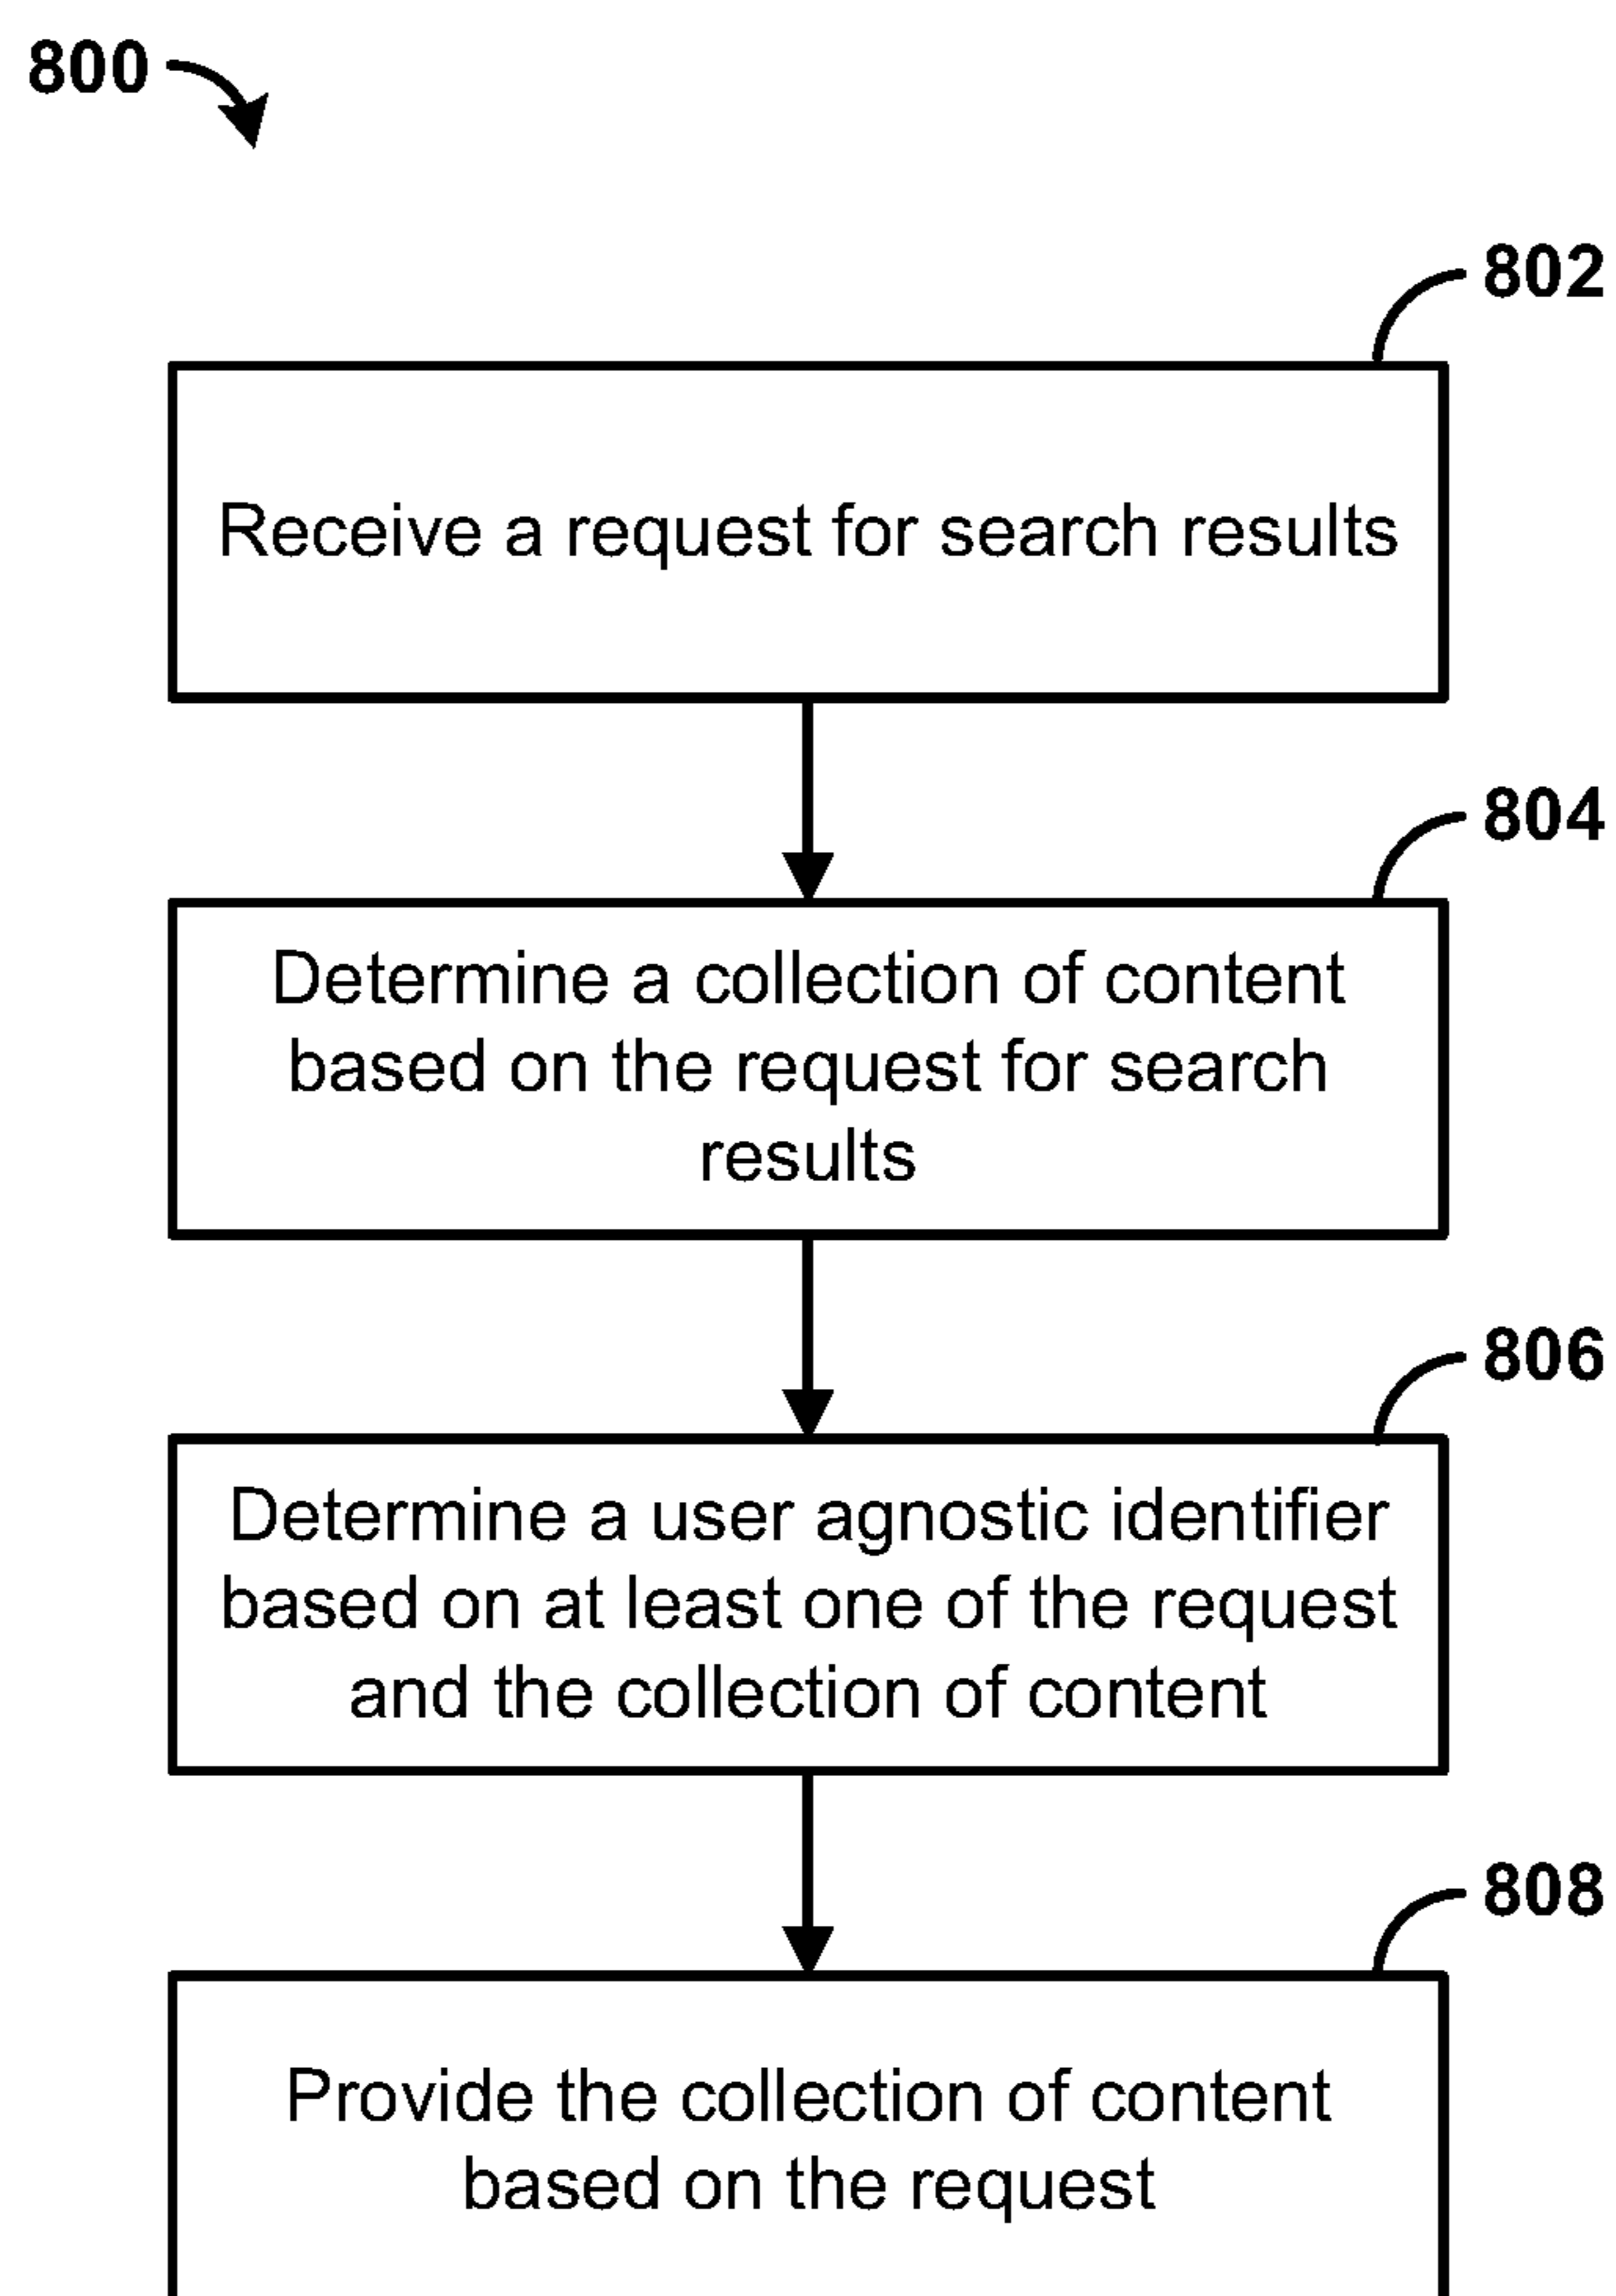 800
802
Receive a request for search results
804
Determine a collection of content
based on the request for search
results
806
Determine a user agnostic identifier
based on at least one of the request
and the collection of content
808
Provide the collection of content
based on the request